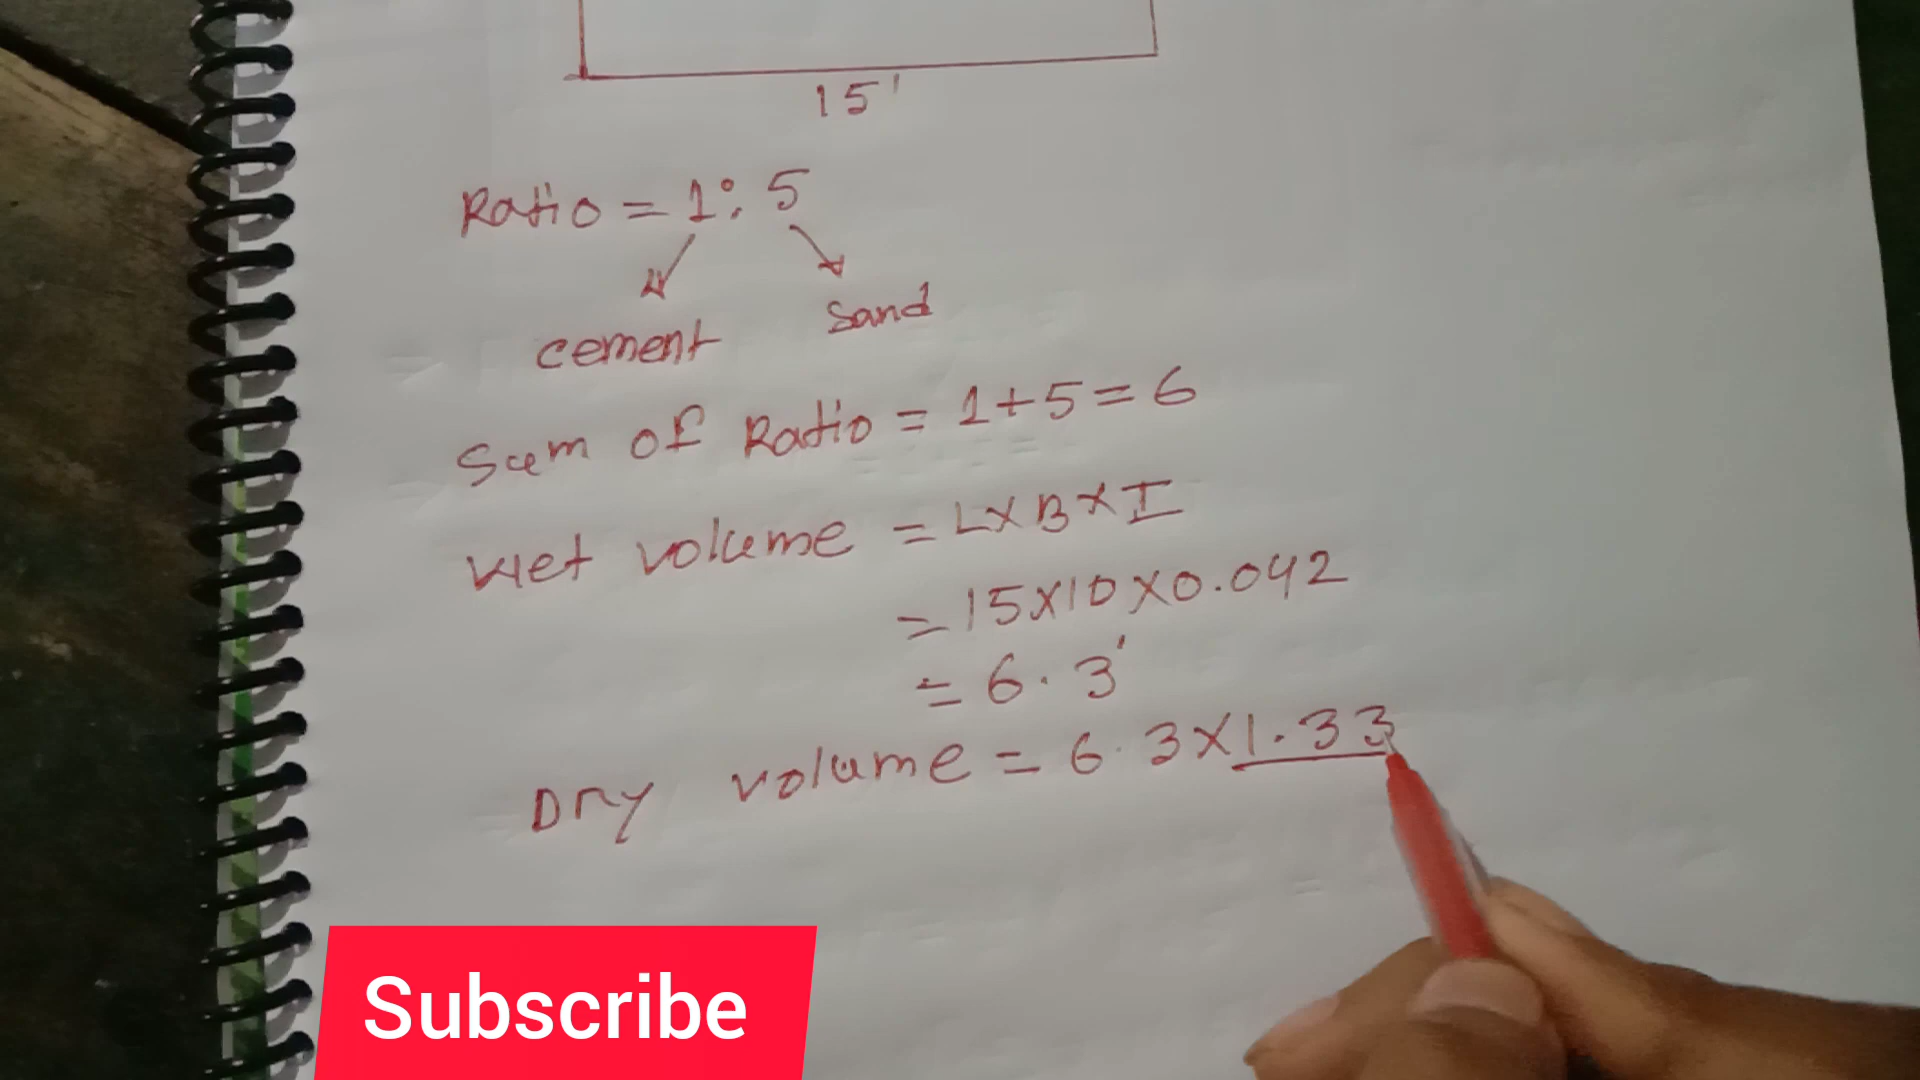 15'
Ratio = 1:5
cement
Sand
Sum of Ratio = 1+5=6
Wet volume = L×B×I
= 15×10×0.042
= 6.3'
Dry volume = 6.3×1.33
Subscribe